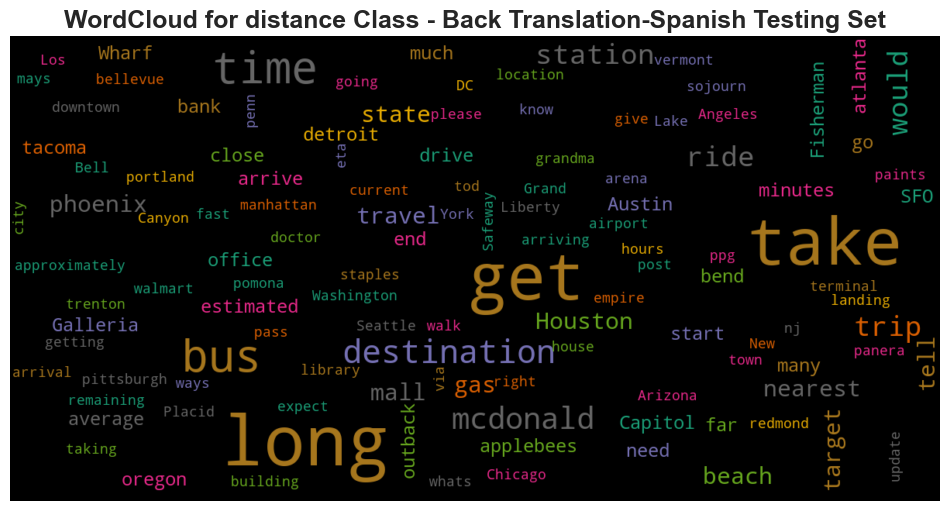 WordCloud for distance Class - Back Translation-Spanish Testing Set
Los
Wharf
time
much
station
vermont
mays
bellevue
going
DC
location
sojourn
Fisherman
atlanta
would
downtown
bank
penn
state
please
know
give
Lake
Angeles
go
tacoma
detroit
eta
Bell
close
drive
grandma
ride
portland
arrive
current
tod
Grand
arena
minutes
paints
SFO
city
phoenix
Canyon
fast
manhattan
travel
York
Safeway
Liberty
Austin
airport
doctor
end
arriving
hours
take
approximately
office
staples
get
post
ppg
bend
terminal
landing
walmart
pomona
Washington
empire
trenton
estimated
Galleria
pass
Seattle
walk
Houston
start
nj
trip
getting
bus
destination
house
New
town
panera
tell
arrival
pittsburgh
ways
library
via
gas
right
many
nearest
remaining
Placid
expect
mall
Arizona
average
long
outback
mcdonald
Capitol
far
redmond
target
taking
applebees
need
update
oregon
building
whats
Chicago
beach